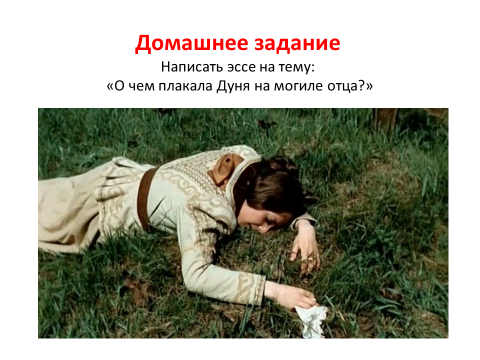 Домашнее задание
Написать эссе на тему:
«О чем плакала Дуня на могиле отца?»